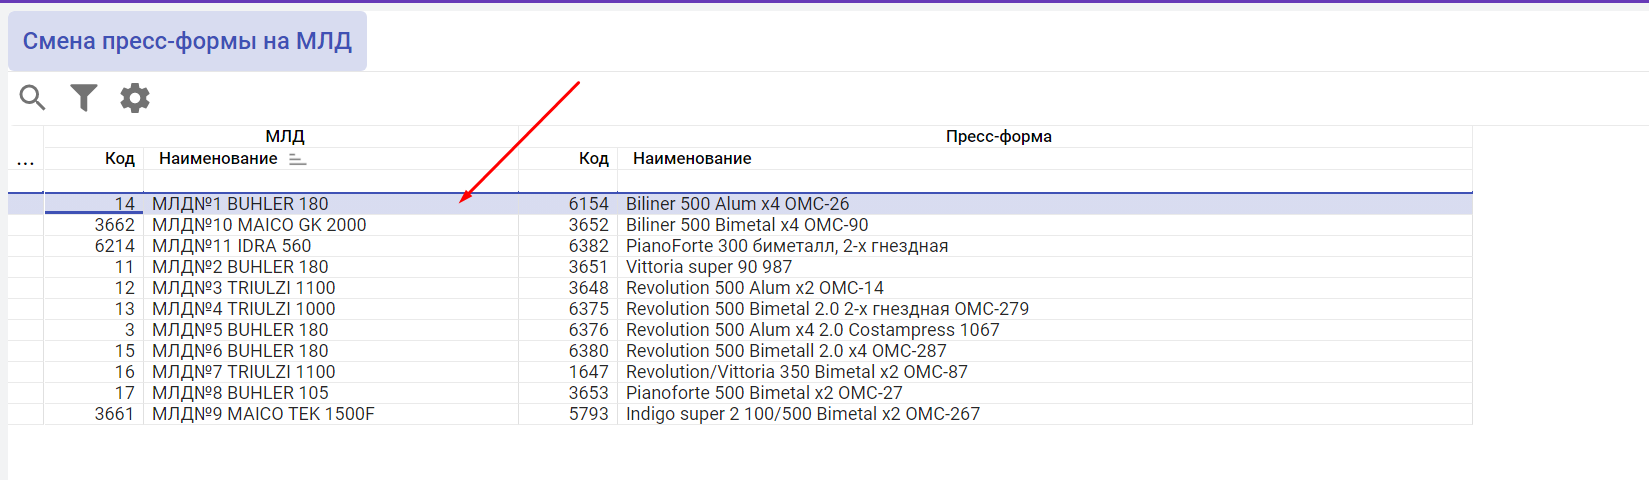 Смена пресс-формы на МЛД
МЛД Пресс-форма
... Код Наименование Код Наименование
14 МЛД№1 BUHLER 180 6154 Biliner 500 Alum x4 ОМС-26
3662 МЛД№10 MAICO GK 2000 3652 Biliner 500 Bimetal x4 ОМС-90
6214 МЛД№11 IDRA 560 6382 PianoForte 300 биметалл, 2-х гнездная
11 МЛД№2 BUHLER 180 3651 Vittoria super 90 987
12 МЛД№3 TRIULZI 1100 3648 Revolution 500 Alum x2 ОМС-14
13 МЛД№4 TRIULZI 1000 6375 Revolution 500 Bimetal 2.0 2-х гнездная ОМС-279
3 МЛД№5 BUHLER 180 6376 Revolution 500 Alum x4 2.0 Costampress 1067
15 МЛД№6 BUHLER 180 6380 Revolution 500 Bimetall 2.0 x4 ОМС-287
16 МЛД№7 TRIULZI 1100 1647 Revolution/Vittoria 350 Bimetal x2 ОМС-87
17 МЛД№8 BUHLER 105 3653 Pianoforte 500 Bimetal x2 ОМС-27
3661 МЛД№9 MAICO TEK 1500F 5793 Indigo super 2 100/500 Bimetal x2 ОМС-267